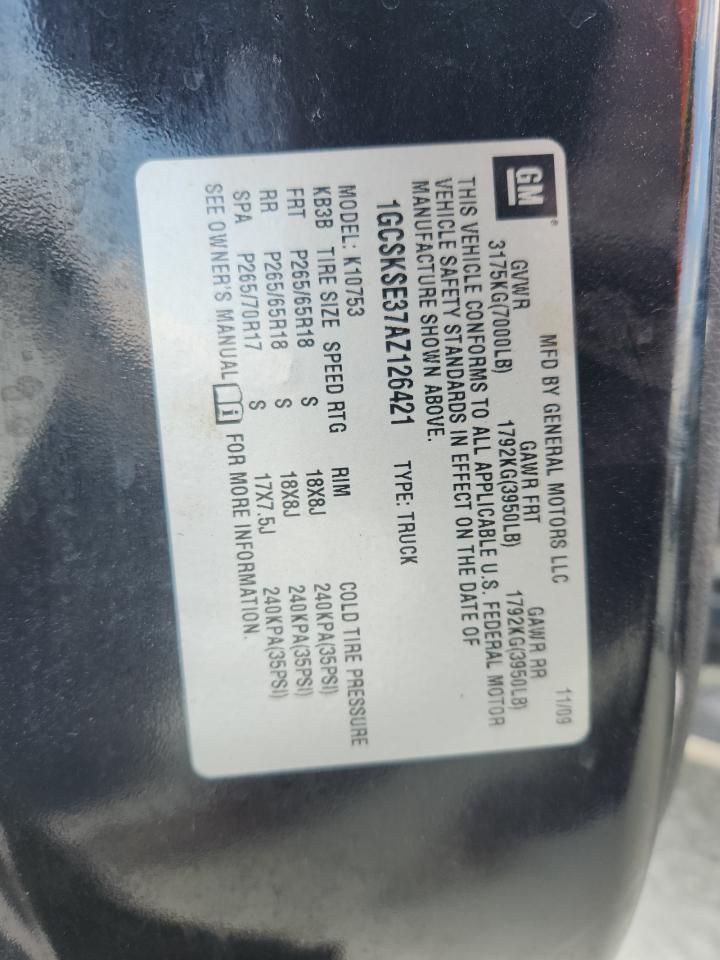 GM®
MFD BY GENERAL MOTORS LLC 11/09
GVWR GAWR FRT GAWR RR
3175KG(7000LB) 1792KG(3950LB) 1792KG(3950LB)
THIS VEHICLE CONFORMS TO ALL APPLICABLE U.S. FEDERAL MOTOR
VEHICLE SAFETY STANDARDS IN EFFECT ON THE DATE OF
MANUFACTURE SHOWN ABOVE.
1GCSKSE37AZ126421 TYPE: TRUCK
MODEL: K10753
KB3B TIRE SIZE SPEED RTG RIM COLD TIRE PRESSURE
FRT P265/65R18 S 18X8J 240KPA(35PSI)
RR P265/65R18 S 18X8J 240KPA(35PSI)
SPA P265/70R17 S 17X7.5J 240KPA(35PSI)
SEE OWNER'S MANUAL i FOR MORE INFORMATION.